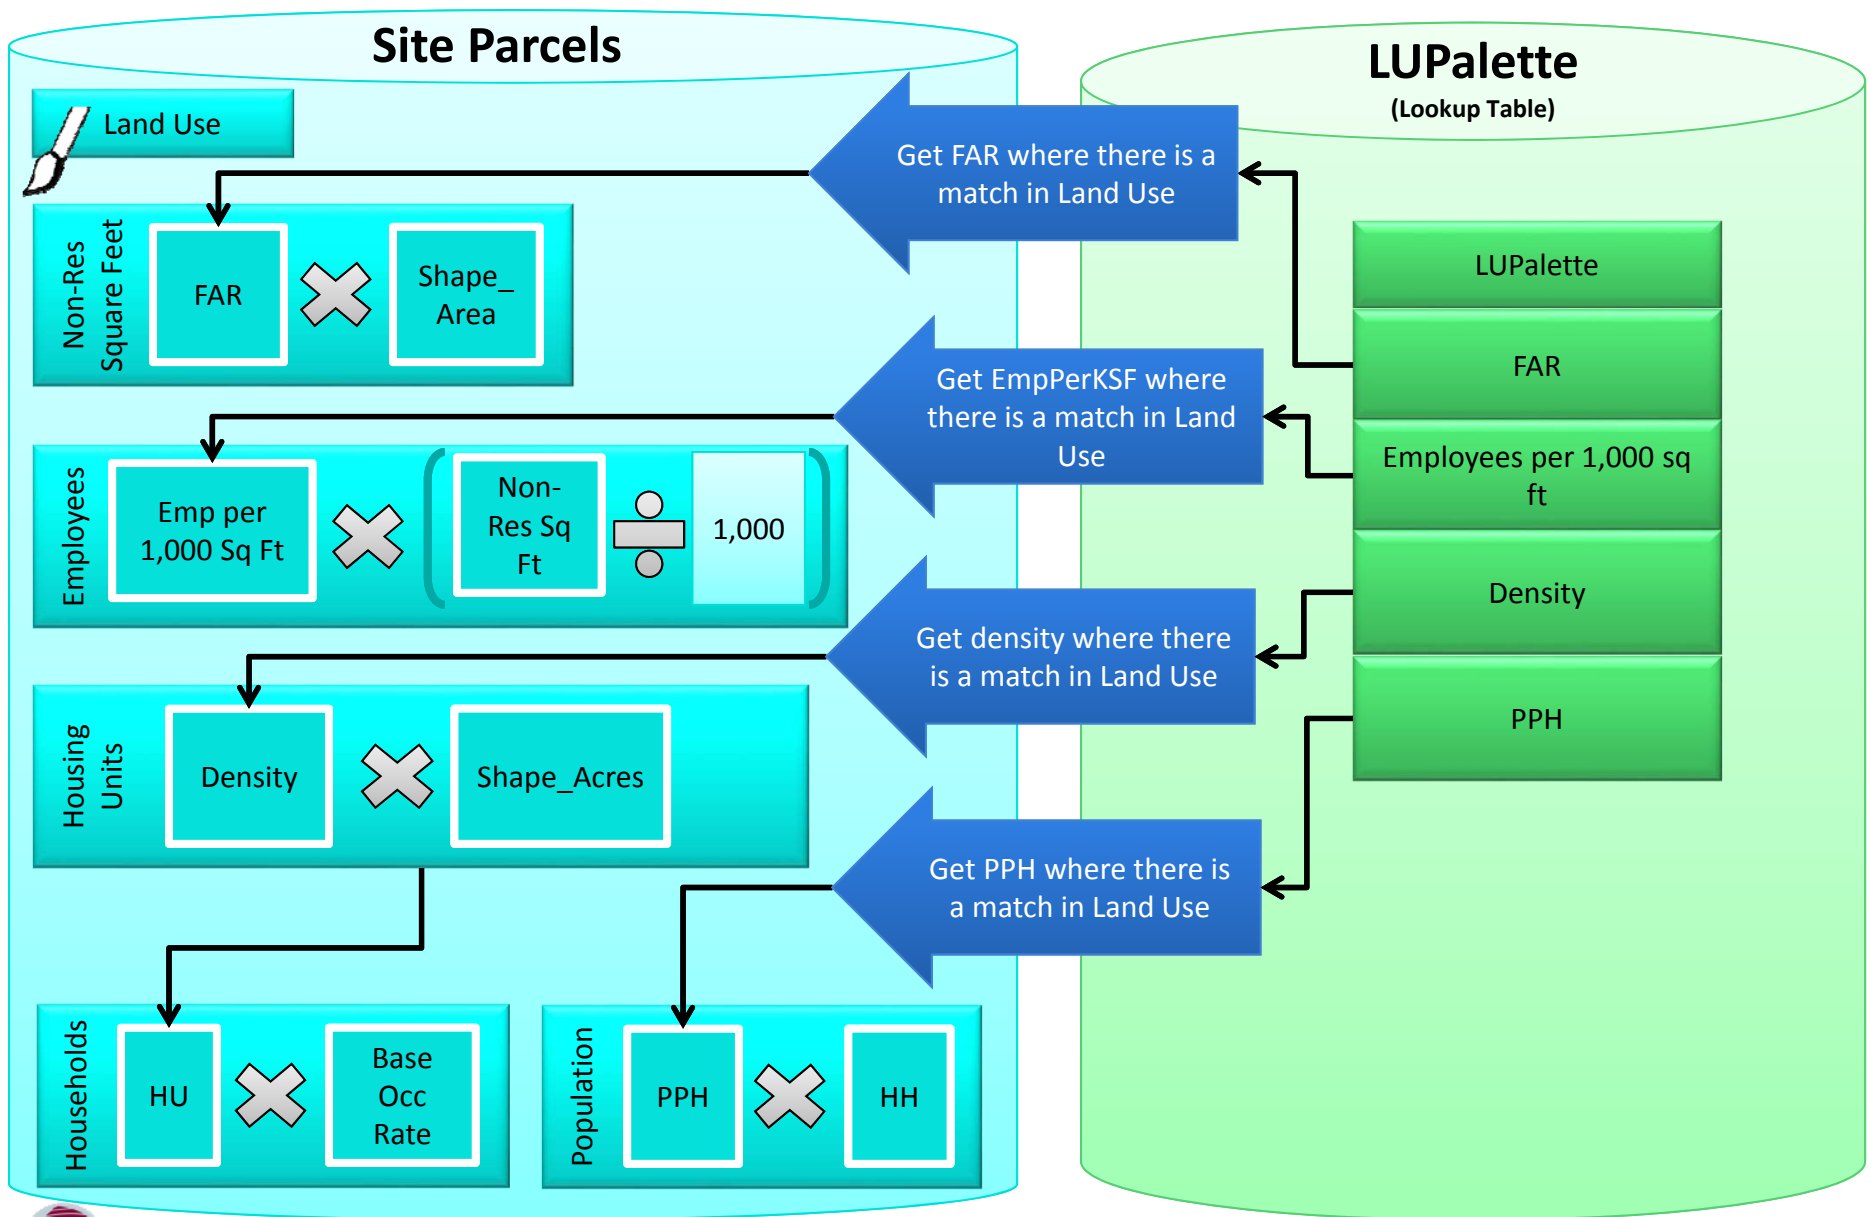 Site Parcels
Land Use
Non-Res
Square Feet
FAR
Shape_
Area
Employees
Emp per
1,000 Sq Ft
Non-
Res Sq
Ft
1,000
Housing
Units
Density
Shape_Acres
Households
HU
Base
Occ
Rate
Population
PPH
HH
Get FAR where there is a
match in Land Use
Get EmpPerKSF where
there is a match in Land
Use
Get density where there
is a match in Land Use
Get PPH where there is
a match in Land Use
LUPalette
(Lookup Table)
LUPalette
FAR
Employees per 1,000 sq
ft
Density
PPH